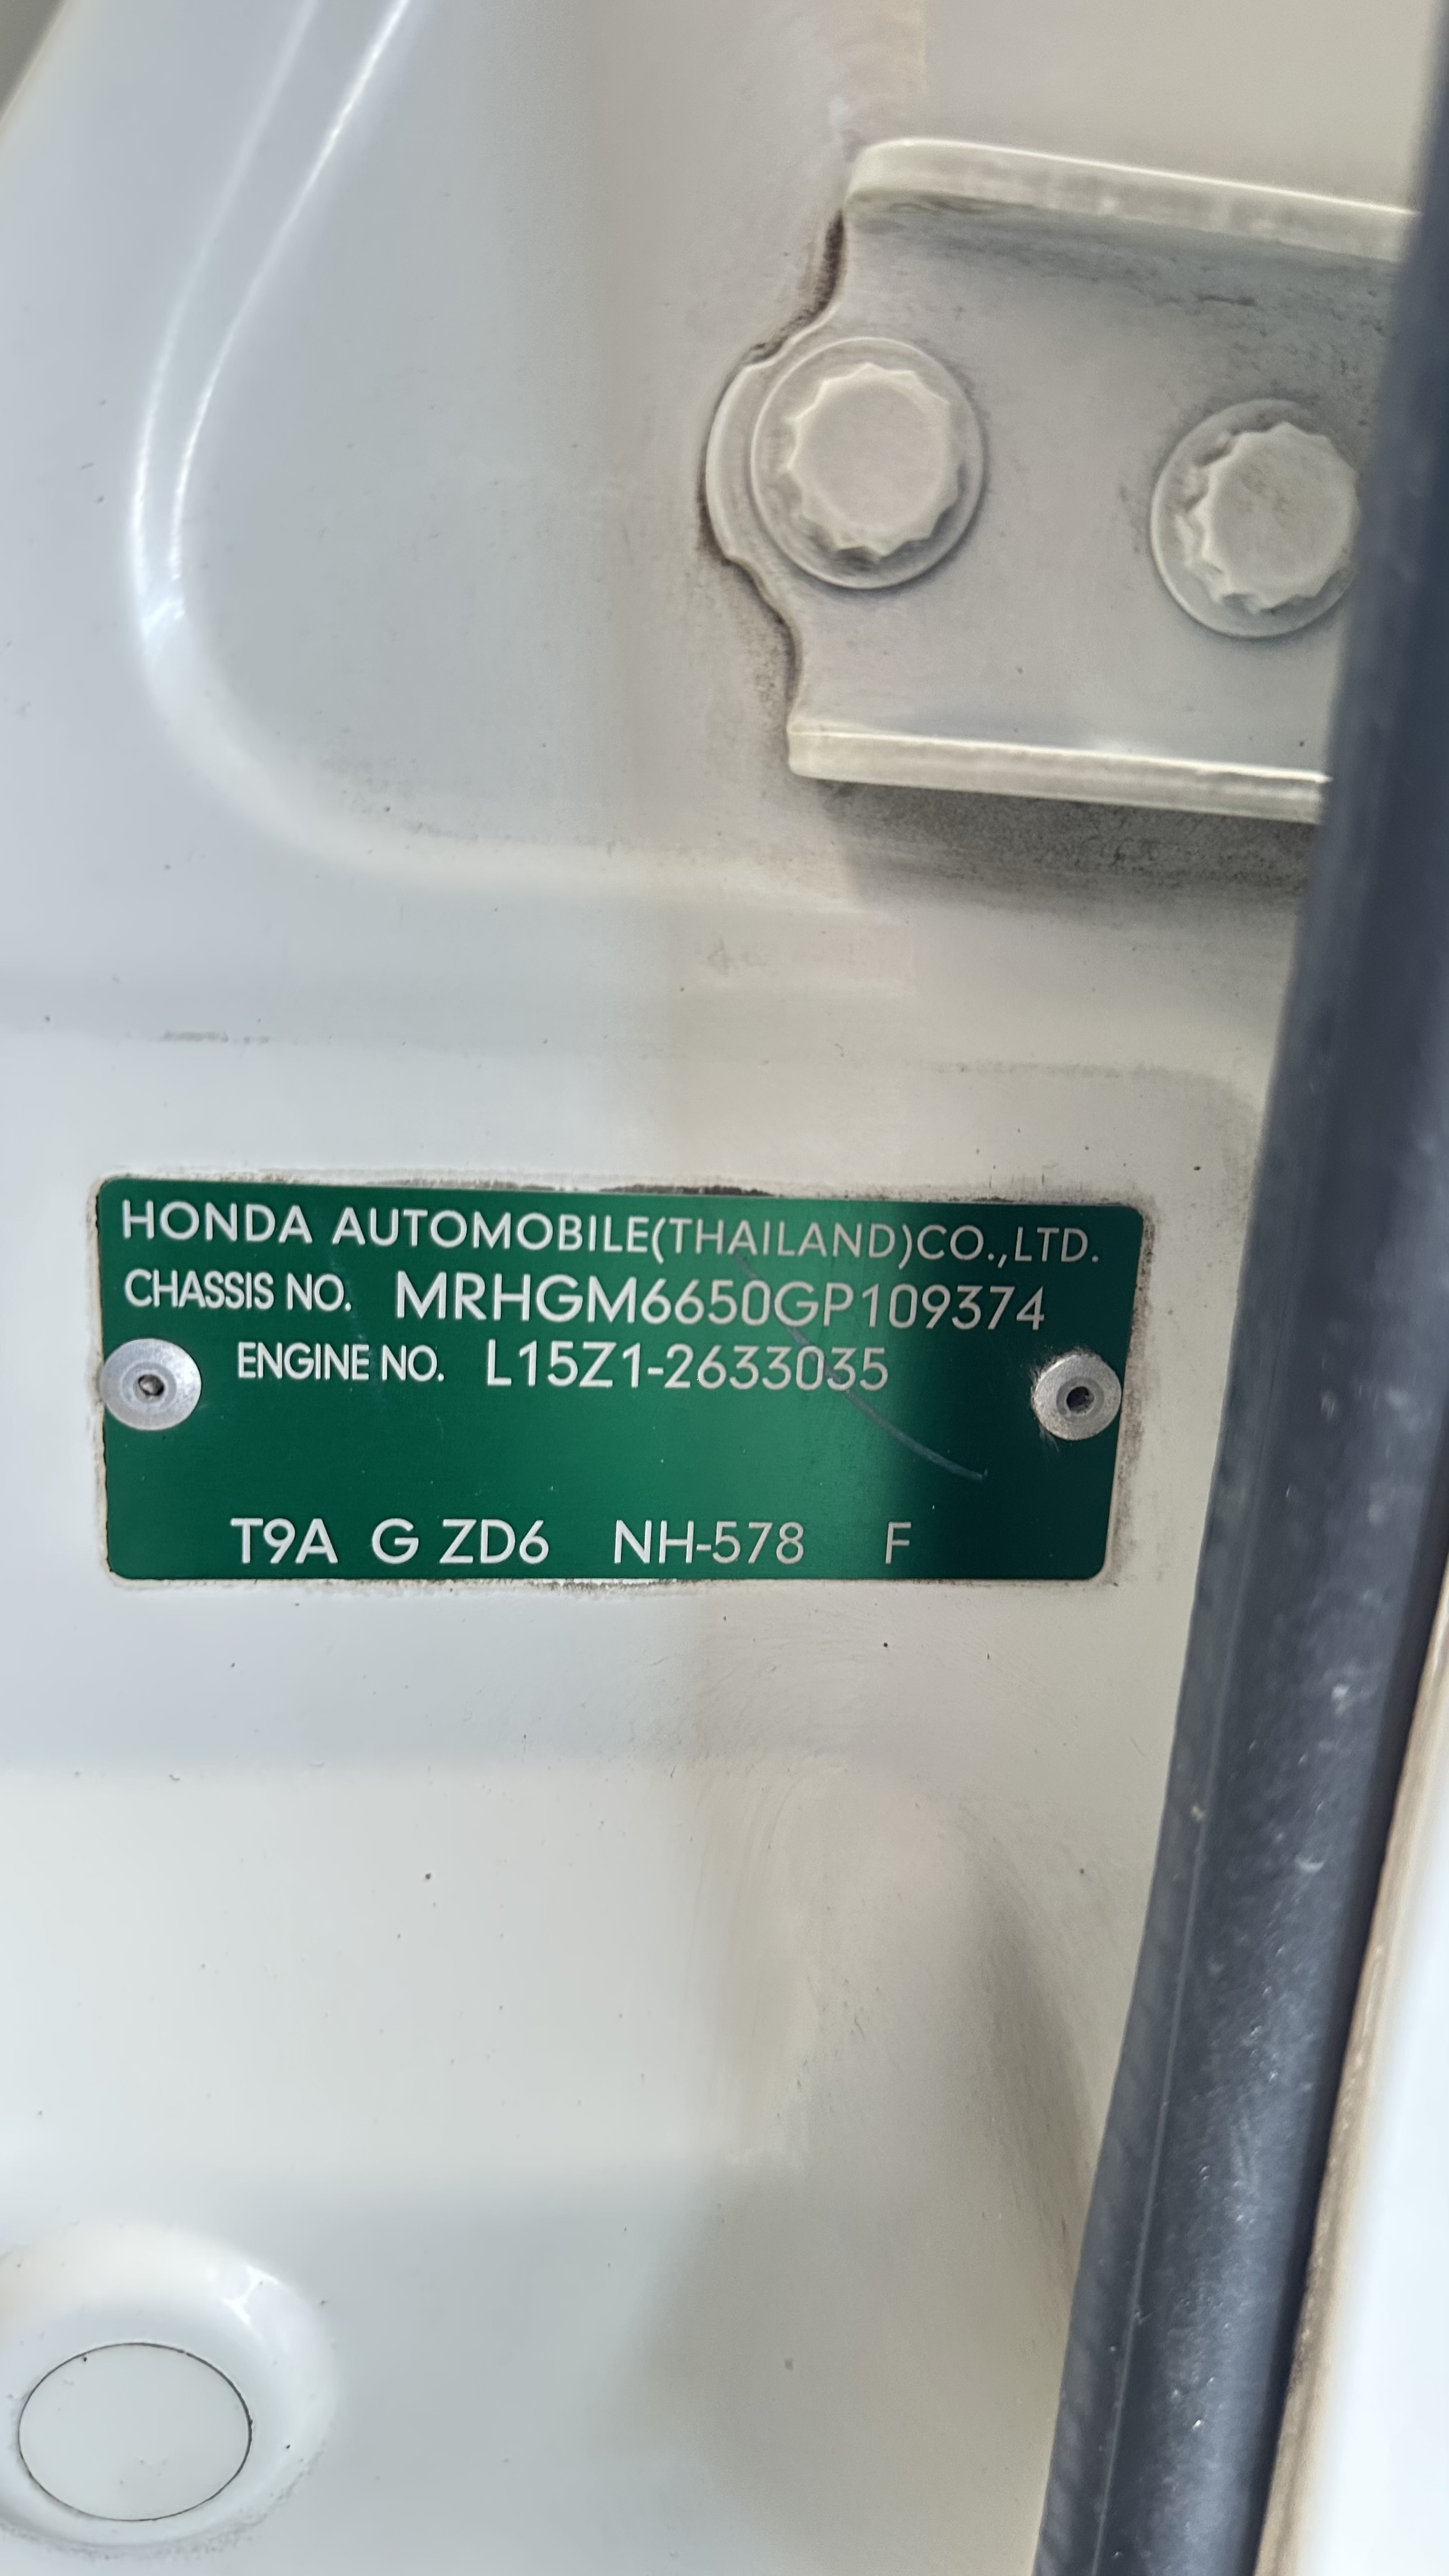 HONDA AUTOMOBILE(THAILAND)CO.,LTD.
CHASSIS NO. MRHGM6650GP109374
ENGINE NO. L15Z1-2633035
T9A G ZD6 NH-578 F